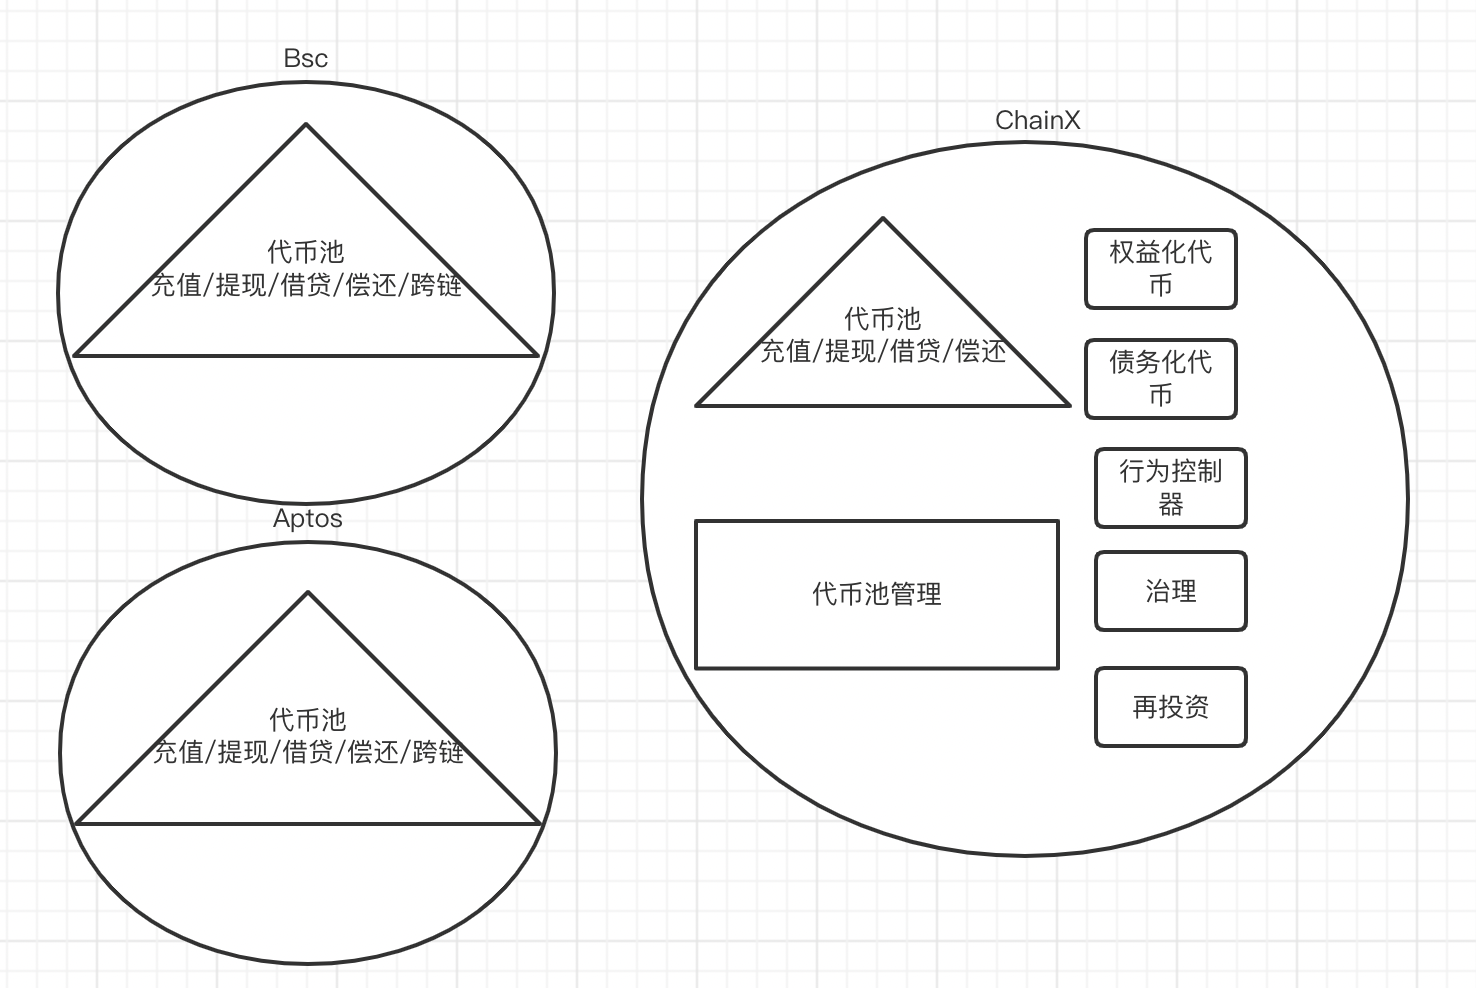 Bsc
代币池
充值/提现/借贷/偿还/跨链
Aptos
代币池
充值/提现/借贷/偿还/跨链
ChainX
代币池
充值/提现/借贷/偿还
代币池管理
权益化代
币
债务化代
币
行为控制
器
治理
再投资